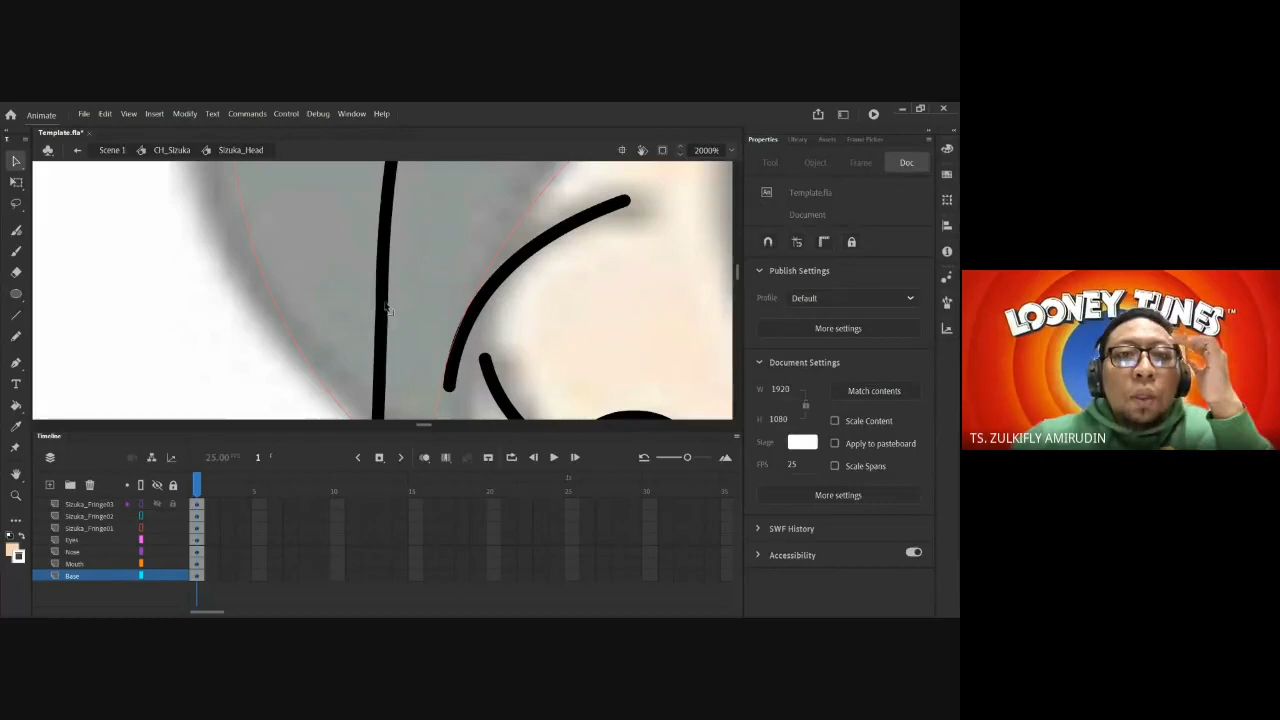 Animate File Edit View Insert Modify Text Commands Control Debug Window Help
Template.fla* ×
Scene 1 CH_Sizuka Sizuka_Head 2000%
Properties Library Assets Frame Picker
Tool Object Frame Doc
An Template.fla
Document
Publish Settings
Profile: Default
More settings
Document Settings
W 1920 Match contents
H 1080 Scale Content
Stage Apply to pasteboard
FPS 25 Scale Spans
More settings
SWF History
Accessibility
Timeline
25.00 FPS 1 F
1s
5 10 15 20 25 30 35
Sizuka_Fringe03
Sizuka_Fringe02
Sizuka_Fringe01
Eyes
Nose
Mouth
Base
LOONEY TUNES™
TS. ZULKIFLY AMIRUDIN